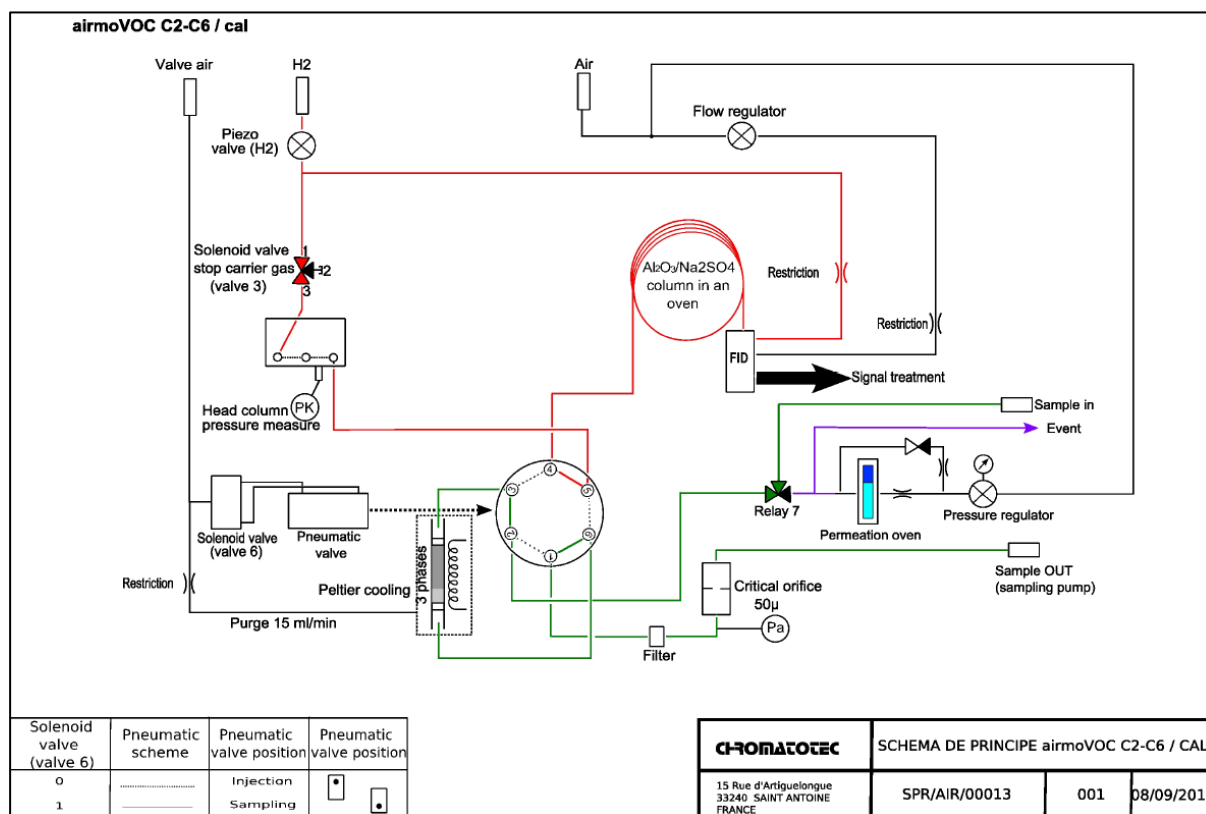 airmoVOC C2-C6 / cal
Valve air
H2
Air
Flow regulator
Piezo
valve (H2)
Solenoid valve
stop carrier gas
(valve 3)
1
2
3
Al2O3/Na2SO4
column in an
oven
Restriction
Restriction
FID
Signal treatment
PK
Head column
pressure measure
Sample in
Event
4
3
5
2
6
1
Relay 7
Pressure regulator
Permeation oven
Solenoid valve
(valve 6)
Pneumatic
valve
Restriction
Peltier cooling
3 phases
Purge 15 ml/min
Critical orifice
50µ
Sample OUT
(sampling pump)
Pa
Filter
Solenoid
valve
(valve 6)
Pneumatic
scheme
Pneumatic
valve position
Pneumatic
valve position
0
Injection
1
Sampling
CHROMATOTEC
SCHEMA DE PRINCIPE airmoVOC C2-C6 / CAL
15 Rue d'Artiguelongue
33240 SAINT ANTOINE
FRANCE
SPR/AIR/00013
001
08/09/201